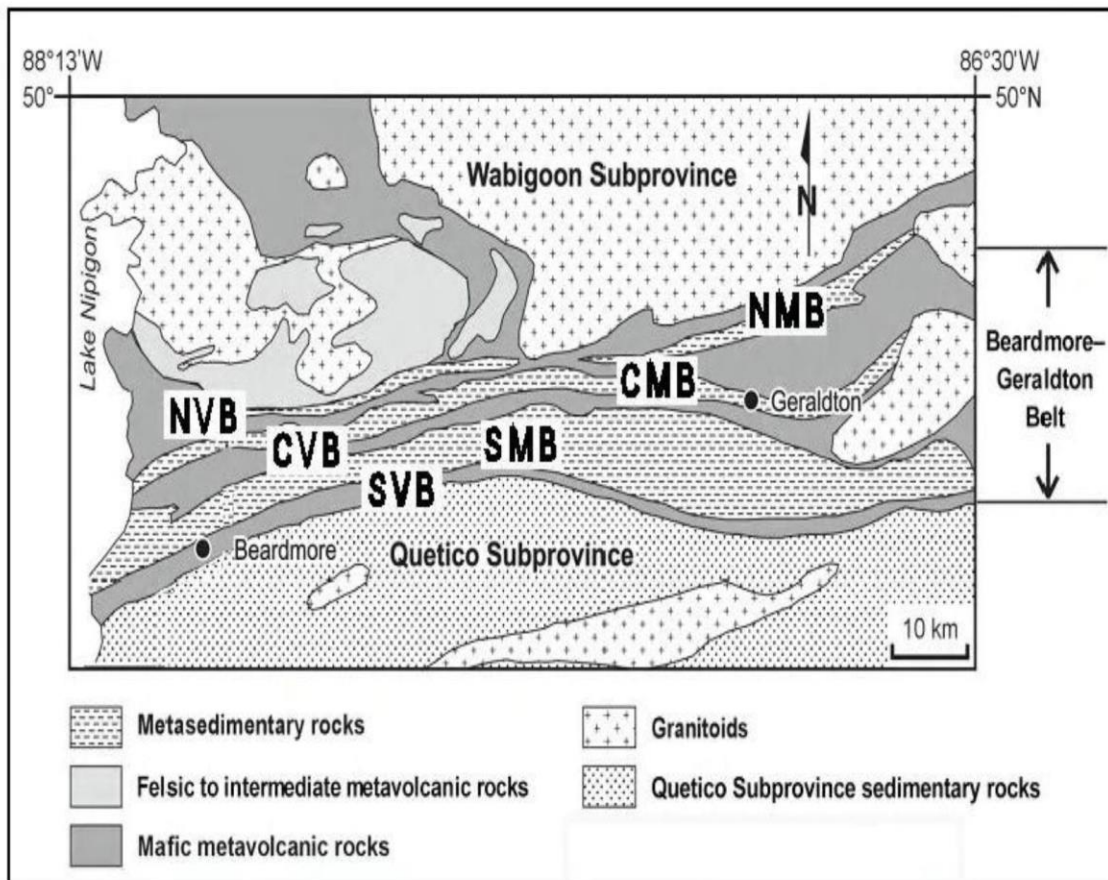 88°13'W
86°30'W
50°
50°N
Wabigoon Subprovince
N
Lake Nipigon
NMB
Beardmore–
Geraldton
Belt
CMB
Geraldton
NVB
CVB
SMB
SVB
Beardmore
Quetico Subprovince
10 km
Metasedimentary rocks
Felsic to intermediate metavolcanic rocks
Mafic metavolcanic rocks
Granitoids
Quetico Subprovince sedimentary rocks